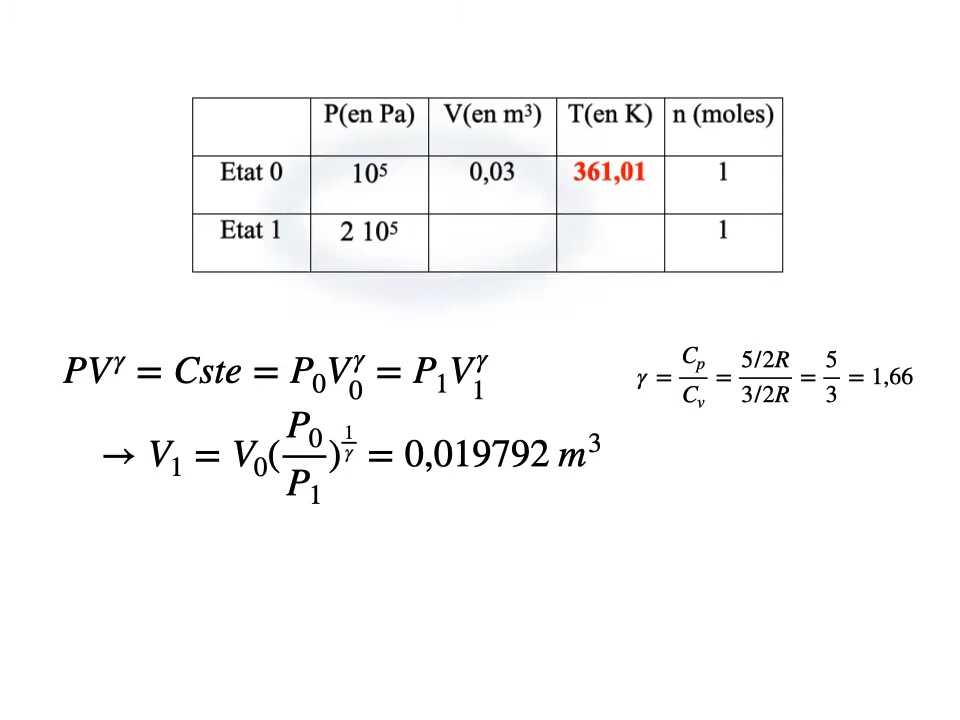 P(en Pa) V(en m³) T(en K) n (moles)
Etat 0 10⁵ 0,03 361,01 1
Etat 1 2 10⁵ 1
PV^γ = Cste = P₀V₀^γ = P₁V₁^γ
γ = C_p/C_v = 5/2R / 3/2R = 5/3 = 1,66
→ V₁ = V₀(P₀/P₁)^(1/γ) = 0,019792 m³